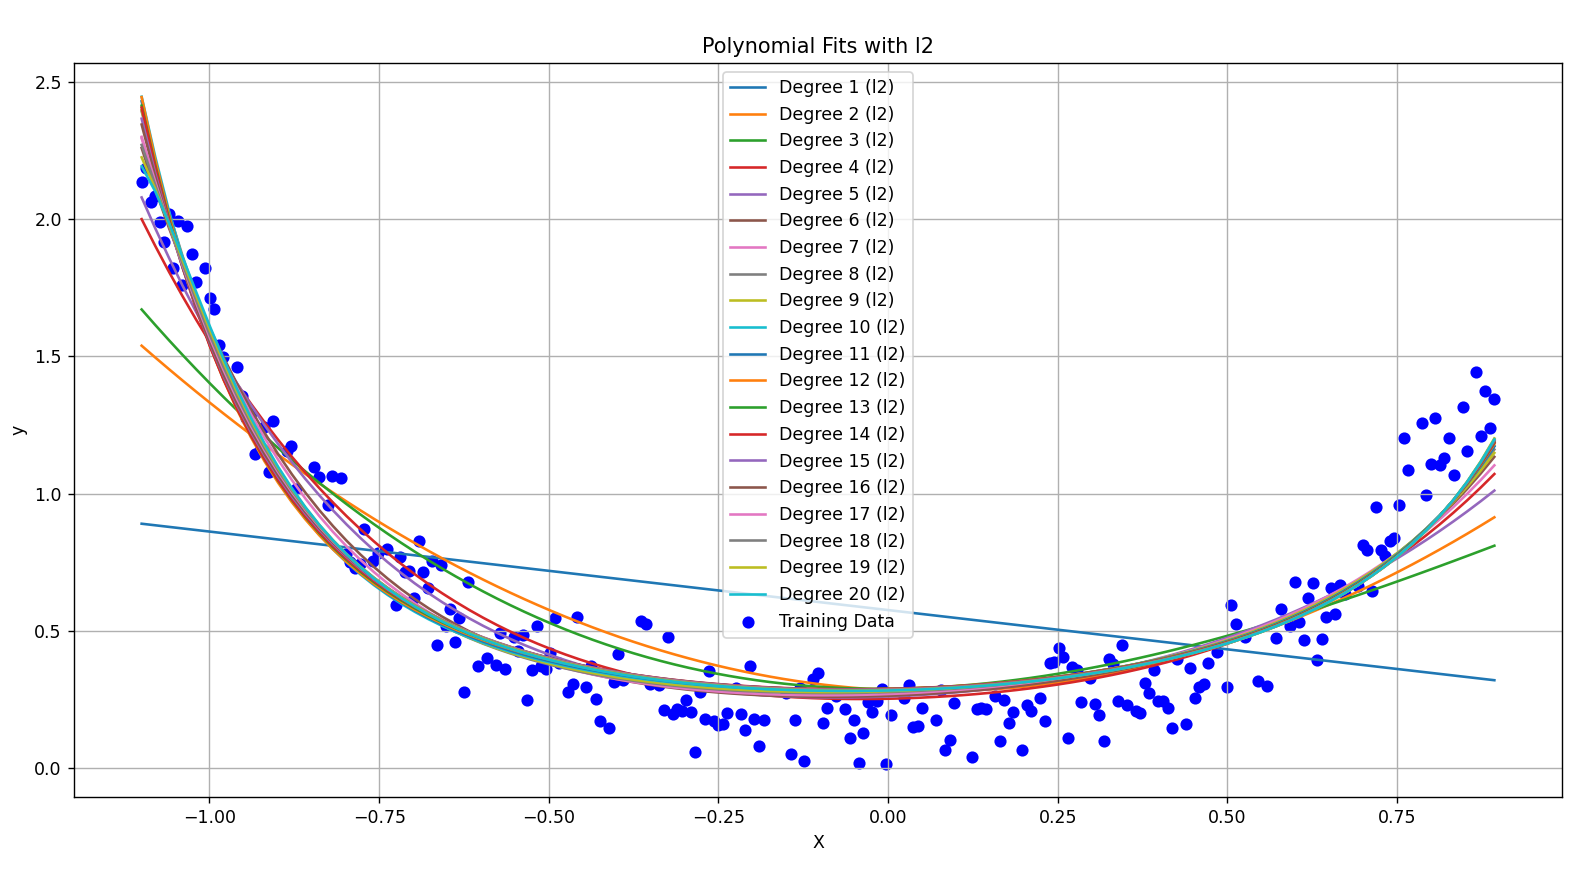 Polynomial Fits with l2
2.5
2.0
1.5
1.0
0.5
0.0
y
Degree 1 (l2)
Degree 2 (l2)
Degree 3 (l2)
Degree 4 (l2)
Degree 5 (l2)
Degree 6 (l2)
Degree 7 (l2)
Degree 8 (l2)
Degree 9 (l2)
Degree 10 (l2)
Degree 11 (l2)
Degree 12 (l2)
Degree 13 (l2)
Degree 14 (l2)
Degree 15 (l2)
Degree 16 (l2)
Degree 17 (l2)
Degree 18 (l2)
Degree 19 (l2)
Degree 20 (l2)
Training Data
−1.00 −0.75 −0.50 −0.25 0.00 0.25 0.50 0.75
X